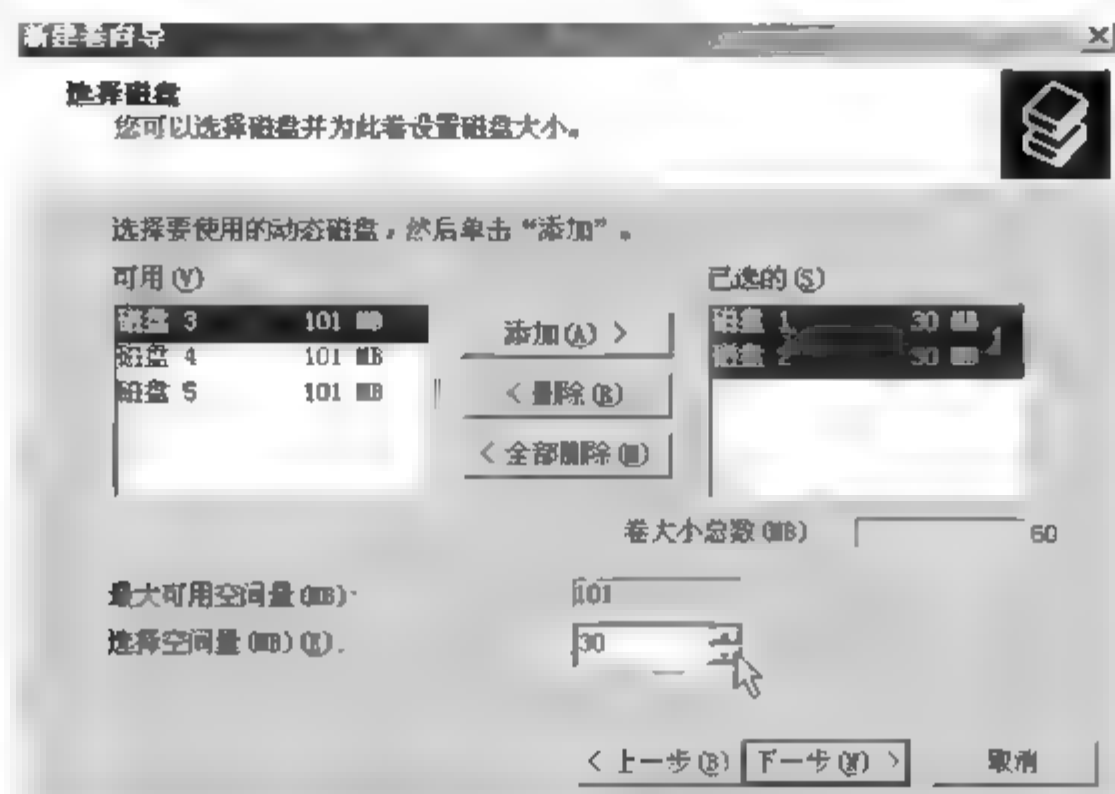 新建卷向导
选择磁盘
您可以选择磁盘并为此卷设置磁盘大小。
选择要使用的动态磁盘，然后单击“添加”。
可用(V)
已选的(S)
磁盘 3 101 MB
磁盘 4 101 MB
磁盘 5 101 MB
添加(A) >
< 删除(R)
< 全部删除(M)
磁盘 1 30 MB
磁盘 2 30 MB
卷大小总数(MB) 60
最大可用空间量(MB): 101
选择空间量(MB)(E). 30
< 上一步(B)
下一步(N) >
取消